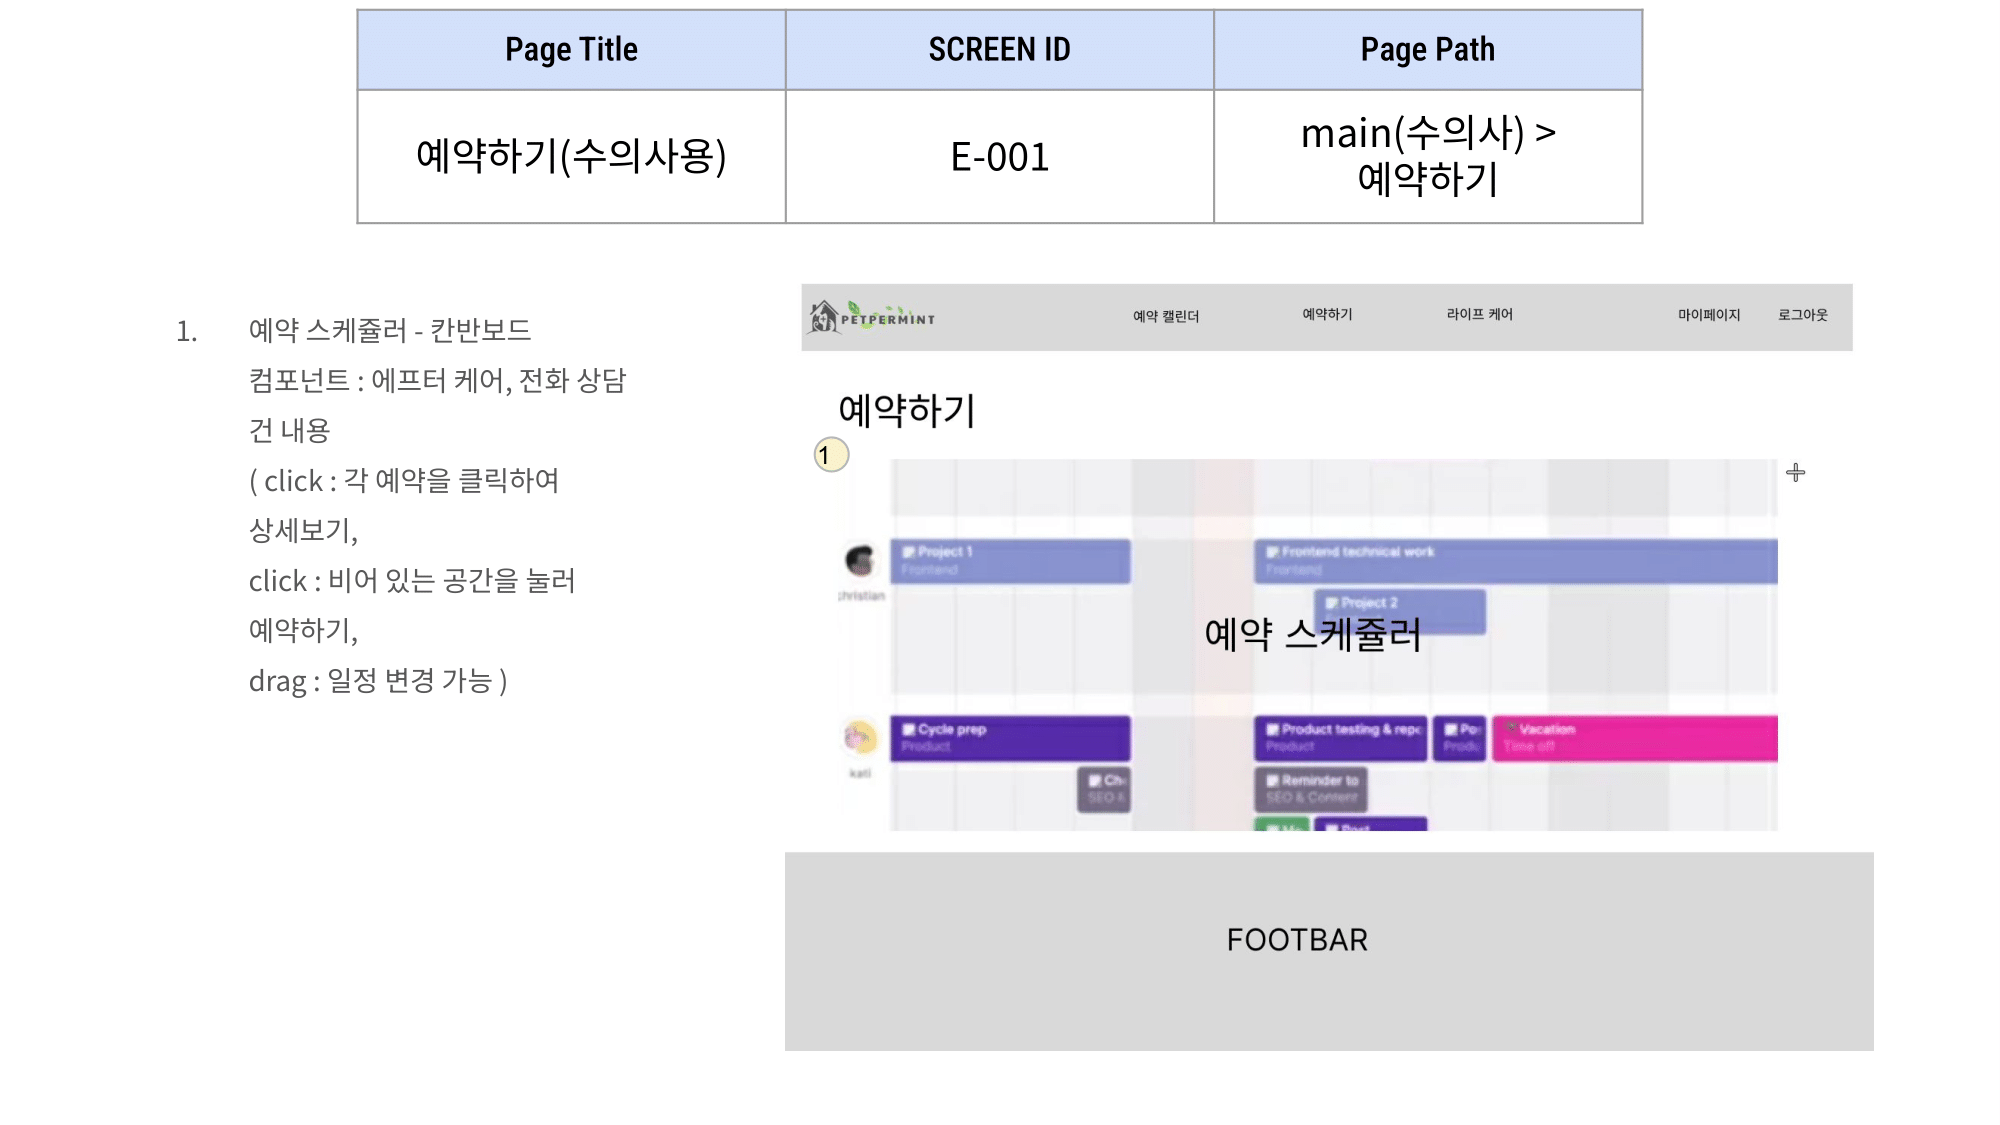 Page Title
SCREEN ID
Page Path
예약하기(수의사용)
E-001
main(수의사) >
예약하기
1. 예약 스케쥴러 - 칸반보드
컴포넌트 : 에프터 케어, 전화 상담
건 내용
( click : 각 예약을 클릭하여
상세보기,
click : 비어 있는 공간을 눌러
예약하기,
drag : 일정 변경 가능 )
PETPERMINT
예약 캘린더
예약하기
라이프 케어
마이페이지
로그아웃
예약하기
1
Project 1
Frontend
Frontend technical work
Frontend
christian
Project 2
예약 스케쥴러
Cycle prep
Product
Product testing & repo
Product
Po
Produ
Vacation
Time off
kati
Ch
SEO &
Reminder to
SEO & Content
Post
FOOTBAR